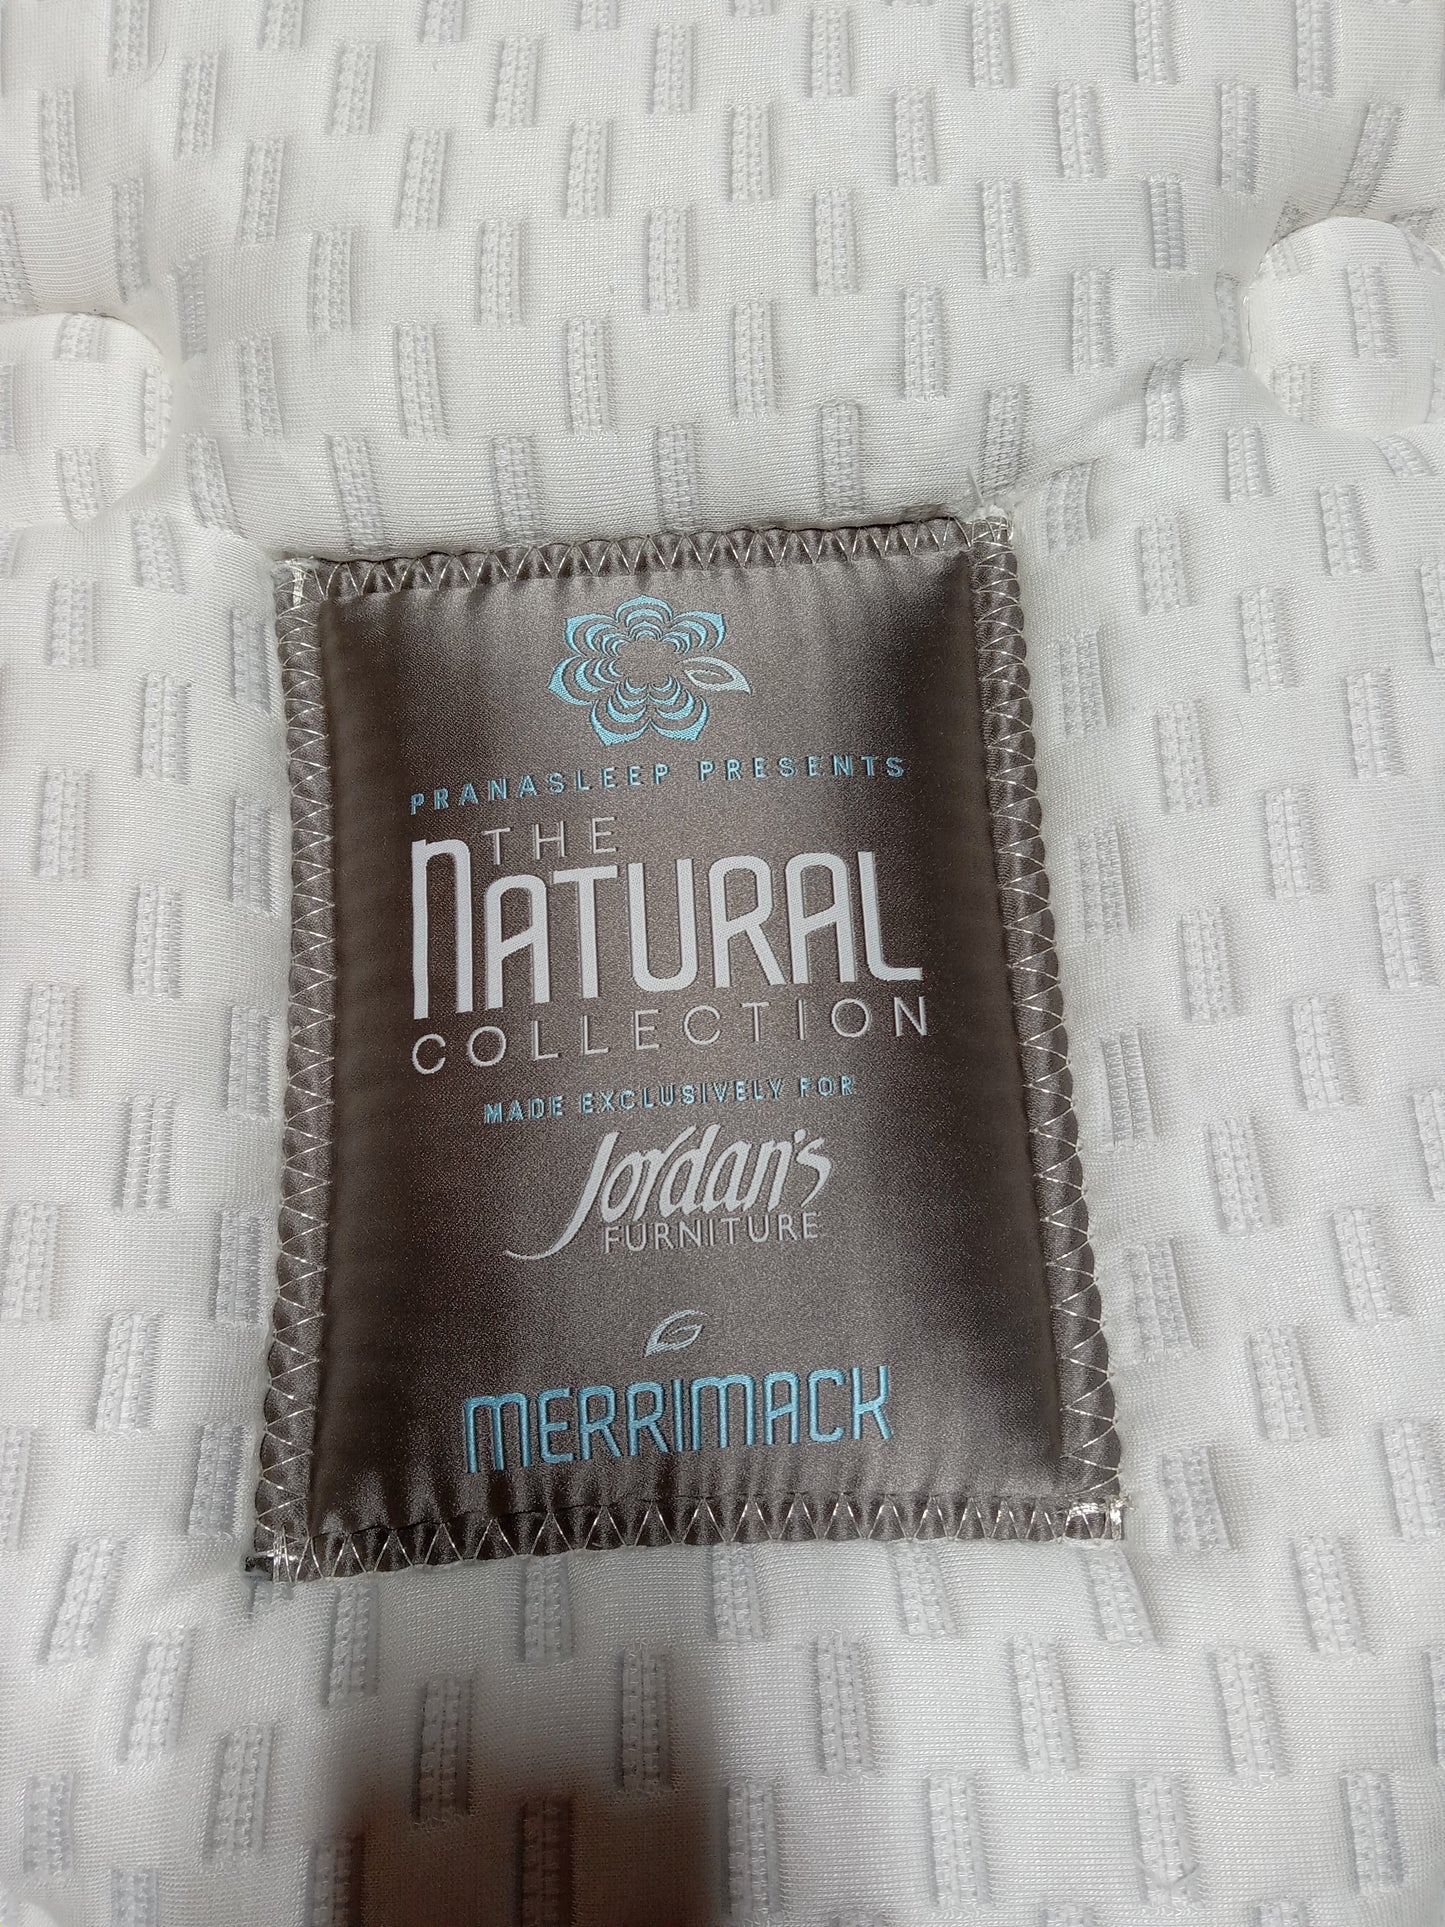 PRANASLEEP PRESENTS
THE
NATURAL
COLLECTION
MADE EXCLUSIVELY FOR
Jordan's
FURNITURE
MERRIMACK